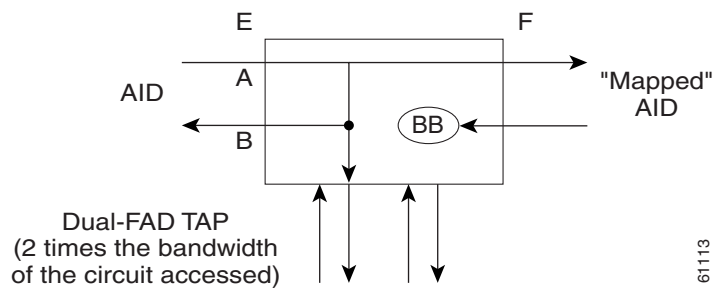 E
F
A
AID
"Mapped"
AID
B
BB
Dual-FAD TAP
(2 times the bandwidth
of the circuit accessed)
61113